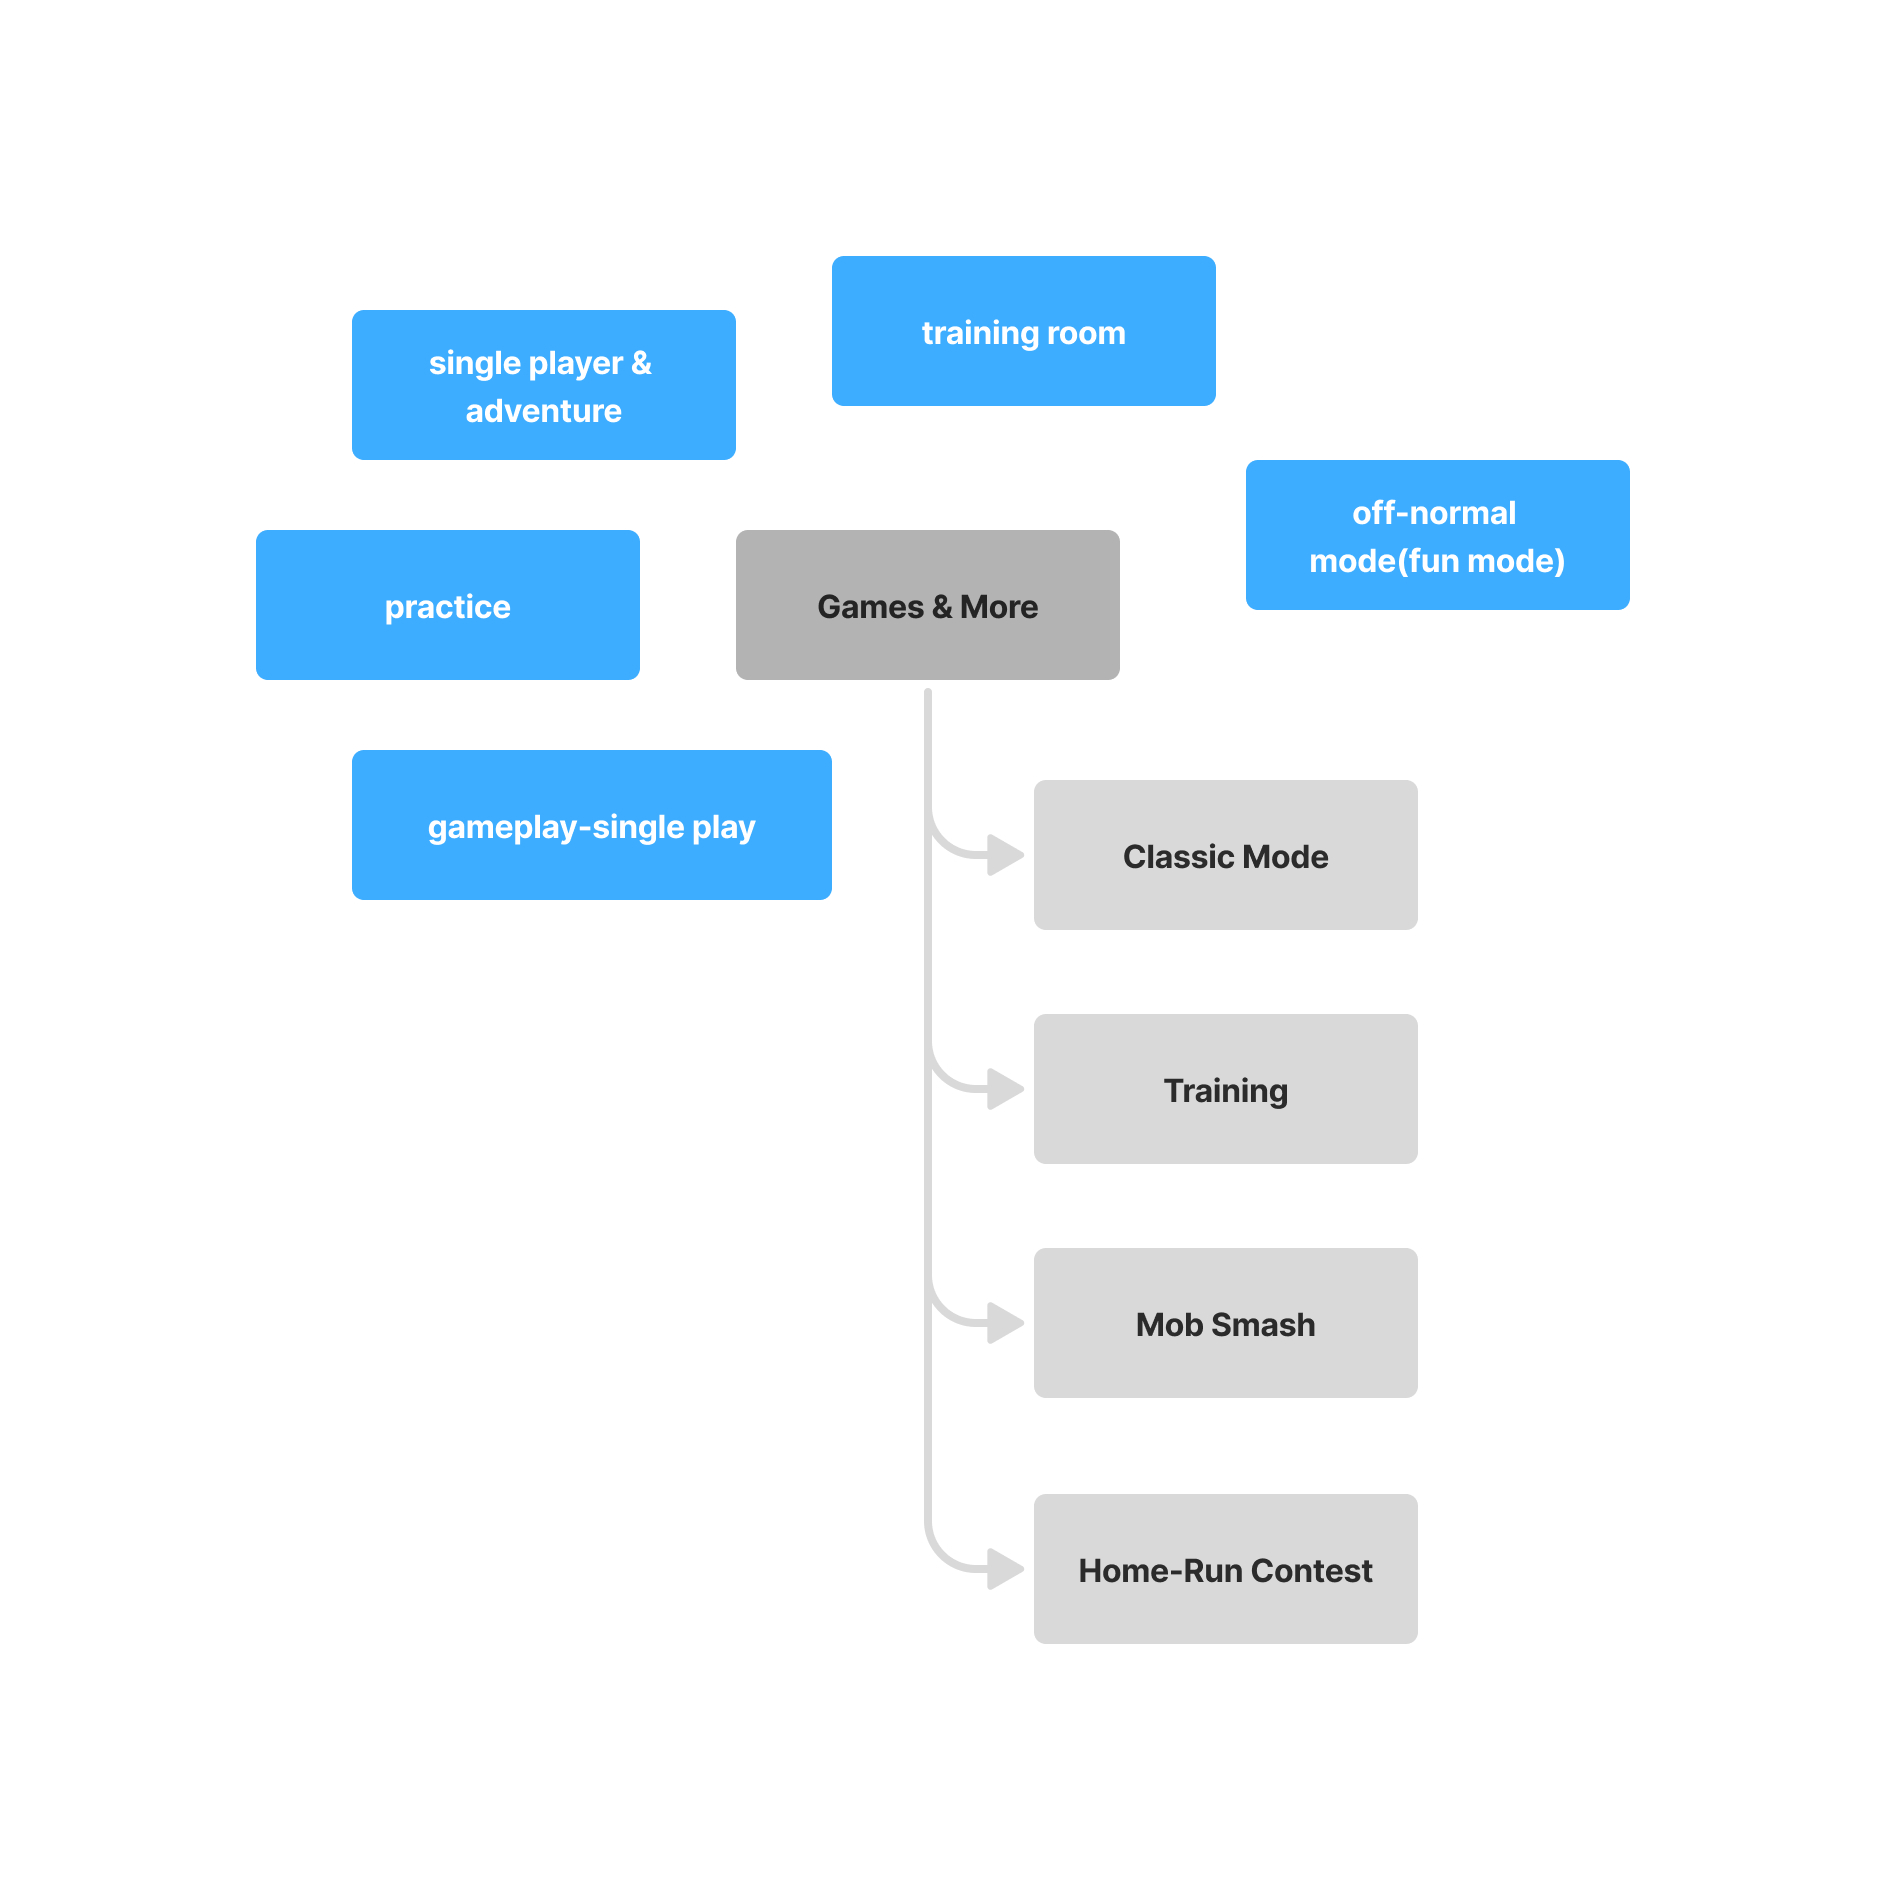 training room
single player &
adventure
off-normal
mode(fun mode)
practice
Games & More
gameplay-single play
Classic Mode
Training
Mob Smash
Home-Run Contest